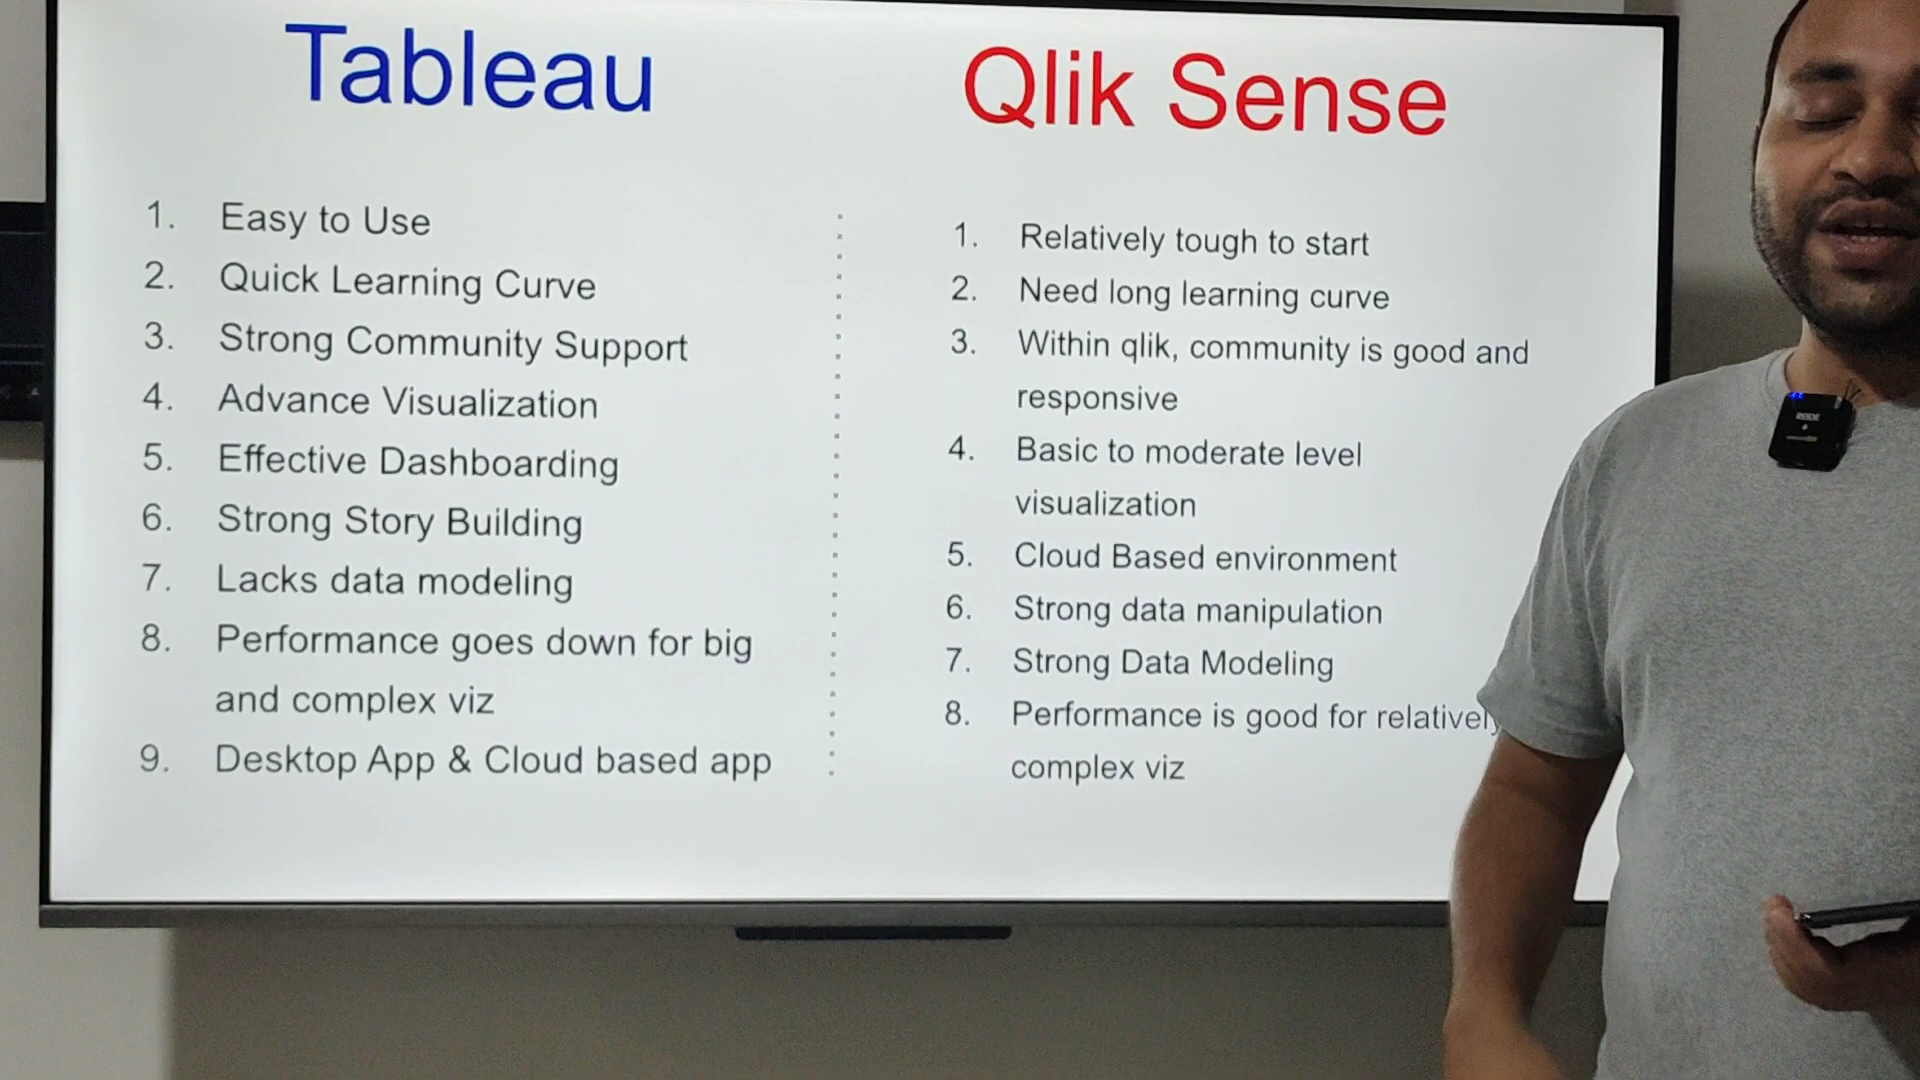 Tableau
1. Easy to Use
2. Quick Learning Curve
3. Strong Community Support
4. Advance Visualization
5. Effective Dashboarding
6. Strong Story Building
7. Lacks data modeling
8. Performance goes down for big
and complex viz
9. Desktop App & Cloud based app
Qlik Sense
1. Relatively tough to start
2. Need long learning curve
3. Within qlik, community is good and
responsive
4. Basic to moderate level
visualization
5. Cloud Based environment
6. Strong data manipulation
7. Strong Data Modeling
8. Performance is good for relatively
complex viz
RODE